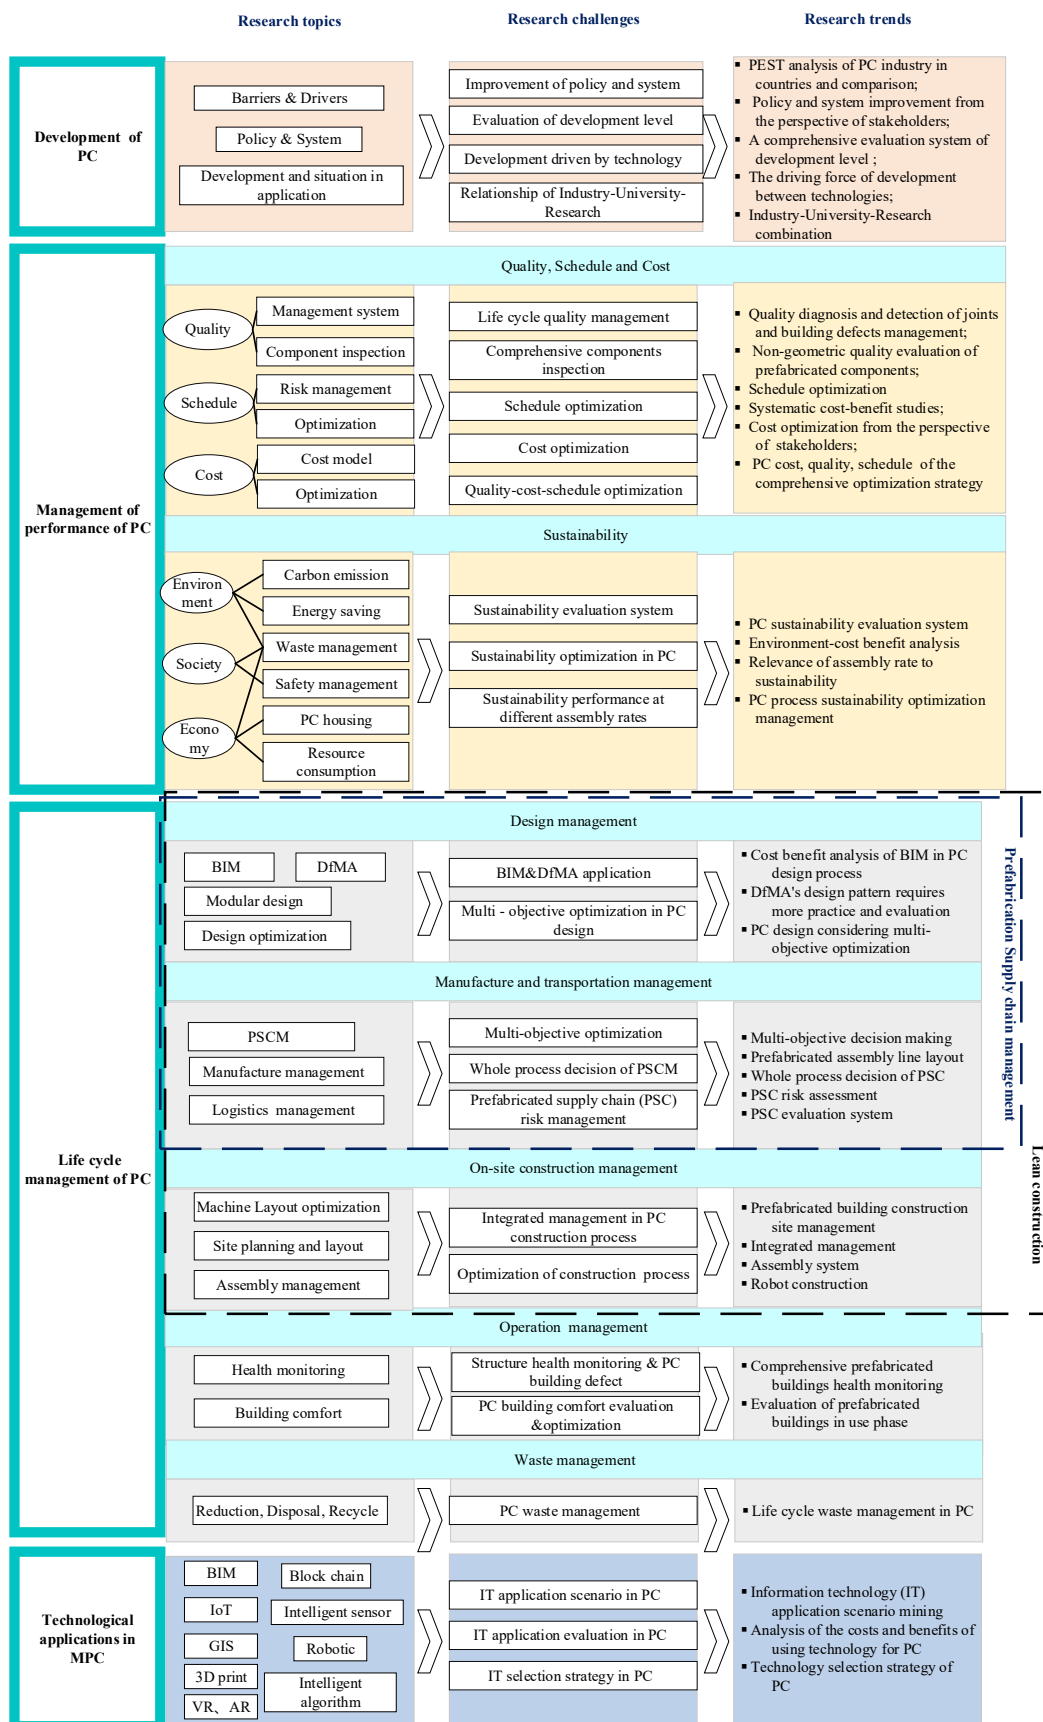 Research topics
Research challenges
Research trends
Development of
PC
Barriers & Drivers
Policy & System
Development and situation in
application
Improvement of policy and system
Evaluation of development level
Development driven by technology
Relationship of Industry-University-
Research
▪ PEST analysis of PC industry in
countries and comparison;
▪ Policy and system improvement from
the perspective of stakeholders;
▪ A comprehensive evaluation system of
development level ;
▪ The driving force of development
between technologies;
▪ Industry-University-Research
combination
Management of
performance of PC
Quality, Schedule and Cost
Quality
Management system
Component inspection
Schedule
Risk management
Optimization
Cost
Cost model
Optimization
Life cycle quality management
Comprehensive components
inspection
Schedule optimization
Cost optimization
Quality-cost-schedule optimization
▪ Quality diagnosis and detection of joints
and building defects management;
▪ Non-geometric quality evaluation of
prefabricated components;
▪ Schedule optimization
▪ Systematic cost-benefit studies;
▪ Cost optimization from the perspective
of stakeholders;
▪ PC cost, quality, schedule of the
comprehensive optimization strategy
Sustainability
Environ
ment
Society
Econo
my
Carbon emission
Energy saving
Waste management
Safety management
PC housing
Resource
consumption
Sustainability evaluation system
Sustainability optimization in PC
Sustainability performance at
different assembly rates
▪ PC sustainability evaluation system
▪ Environment-cost benefit analysis
▪ Relevance of assembly rate to
sustainability
▪ PC process sustainability optimization
management
Life cycle
management of PC
Design management
BIM
DfMA
Modular design
Design optimization
BIM&DfMA application
Multi - objective optimization in PC
design
▪ Cost benefit analysis of BIM in PC
design process
▪ DfMA's design pattern requires
more practice and evaluation
▪ PC design considering multi-
objective optimization
Prefabrication Supply chain management
Manufacture and transportation management
PSCM
Manufacture management
Logistics management
Multi-objective optimization
Whole process decision of PSCM
Prefabricated supply chain (PSC)
risk management
▪ Multi-objective decision making
▪ Prefabricated assembly line layout
▪ Whole process decision of PSC
▪ PSC risk assessment
▪ PSC evaluation system
Lean construction
On-site construction management
Machine Layout optimization
Site planning and layout
Assembly management
Integrated management in PC
construction process
Optimization of construction process
▪ Prefabricated building construction
site management
▪ Integrated management
▪ Assembly system
▪ Robot construction
Operation management
Health monitoring
Building comfort
Structure health monitoring & PC
building defect
PC building comfort evaluation
&optimization
▪ Comprehensive prefabricated
buildings health monitoring
▪ Evaluation of prefabricated
buildings in use phase
Waste management
Reduction, Disposal, Recycle
PC waste management
▪ Life cycle waste management in PC
Technological
applications in
MPC
BIM
Block chain
IoT
Intelligent sensor
GIS
Robotic
3D print
Intelligent
algorithm
VR、AR
IT application scenario in PC
IT application evaluation in PC
IT selection strategy in PC
▪ Information technology (IT)
application scenario mining
▪ Analysis of the costs and benefits of
using technology for PC
▪ Technology selection strategy of
PC